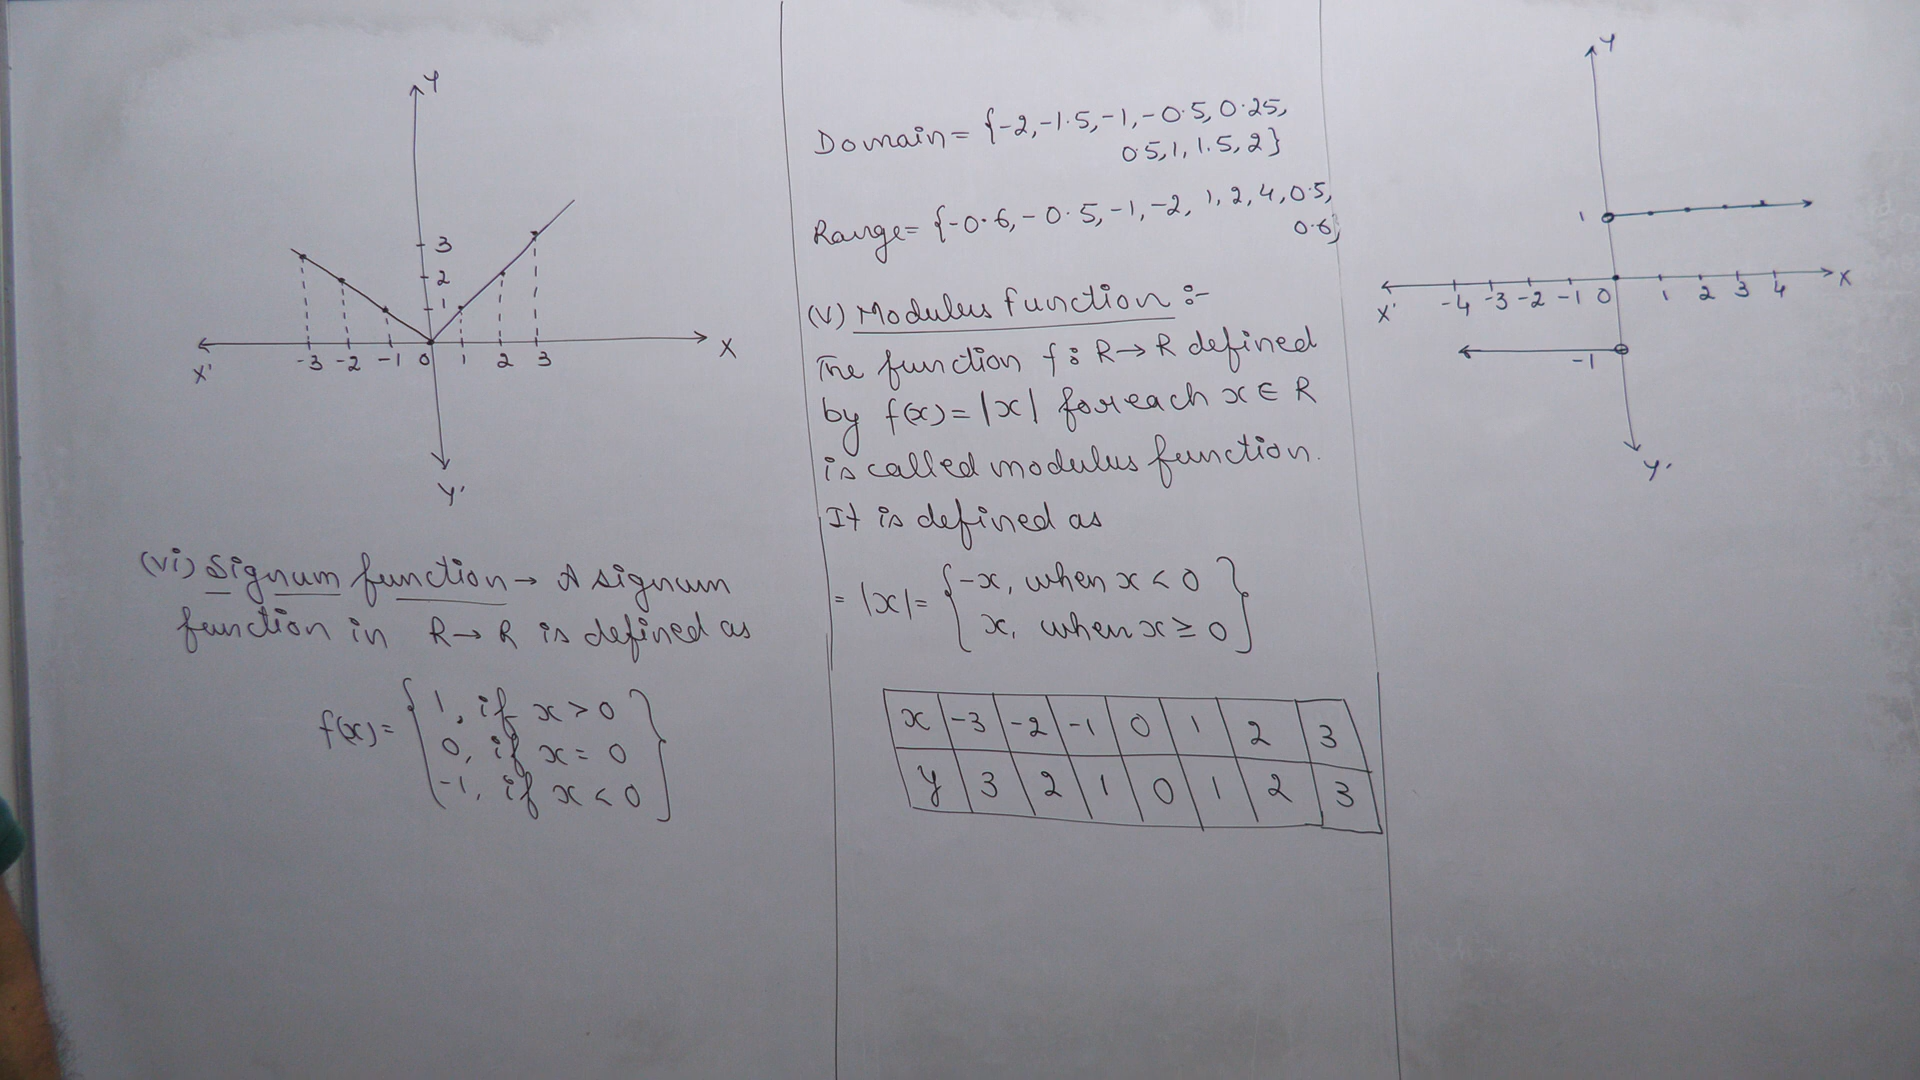 Y
3
2
1
X' -3 -2 -1 0 1 2 3 X
Y'
(vi) Signum function → A signum
function in R→R is defined as
f(x)= { 1, if x > 0
0, if x = 0
-1, if x < 0 }
Domain= {-2,-1.5,-1,-0.5,0.25,
0.5,1,1.5,2}
Range= {-0.6,-0.5,-1,-2, 1, 2, 4, 0.5,
0.6,
(v) Modulus function :-
The function f: R→R defined
by f(x)=|x| for each x ∈ R
is called modulus function.
It is defined as
= |x|= { -x, when x < 0
x, when x ≥ 0 }
x -3 -2 -1 0 1 2 3
y 3 2 1 0 1 2 3
Y
1
X' -4 -3 -2 -1 0 1 2 3 4 X
-1
Y'